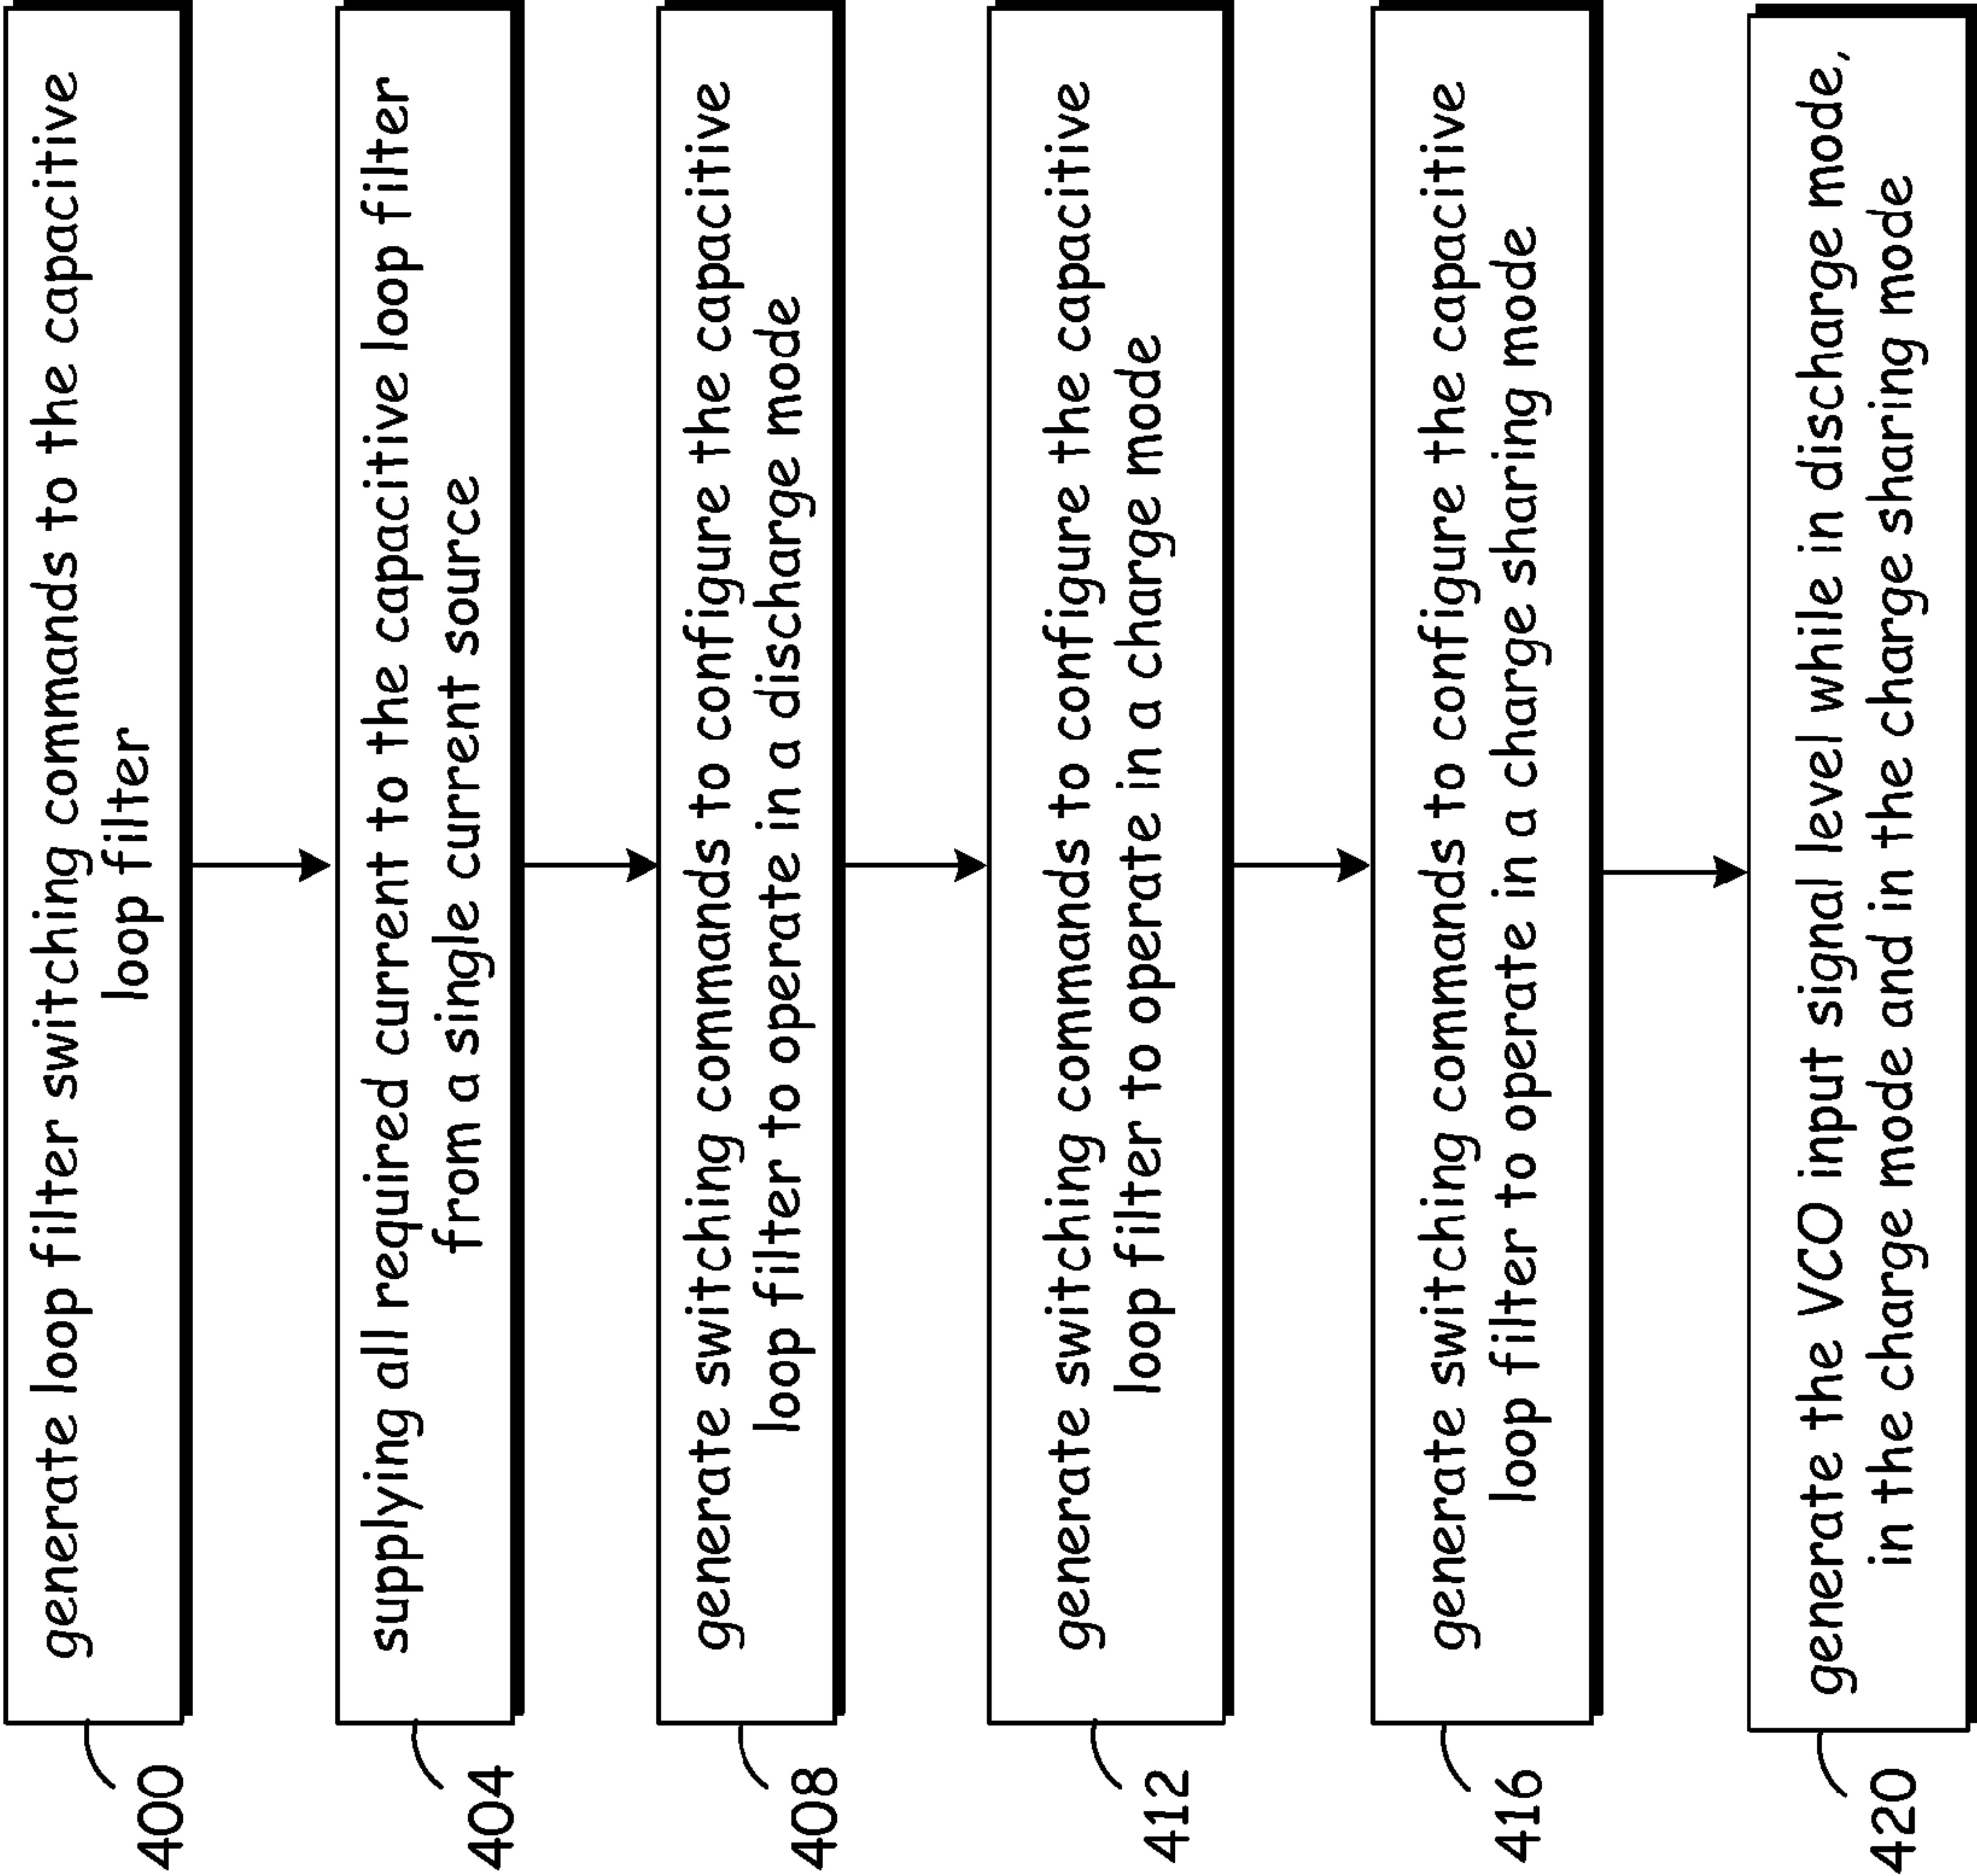 generate loop filter switching commands to the capacitive
loop filter
400
supplying all required current to the capacitive loop filter
from a single current source
404
generate switching commands to configure the capacitive
loop filter to operate in a discharge mode
408
generate switching commands to configure the capacitive
loop filter to operate in a charge mode
412
generate switching commands to configure the capacitive
loop filter to operate in a charge sharing mode
416
generate the VCO input signal level while in discharge mode,
in the charge mode and in the charge sharing mode
420